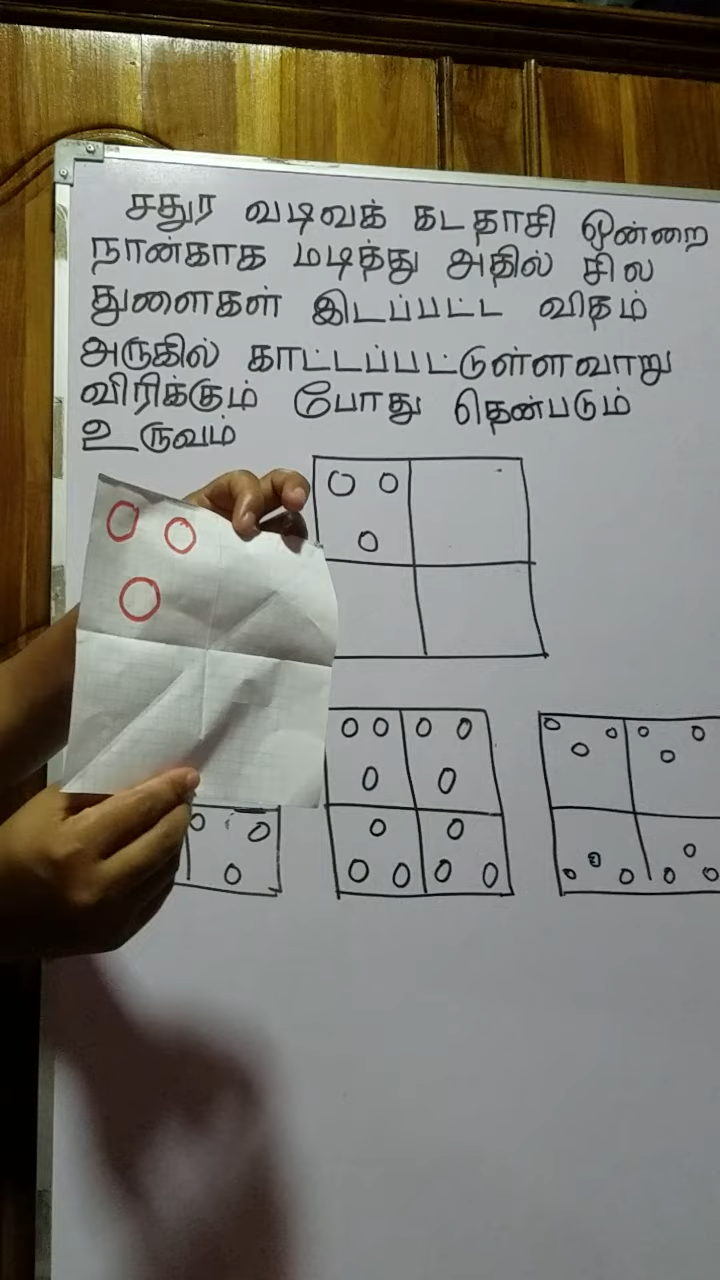 சதுர வடிவக் கடதாசி ஒன்றை
நான்காக மடித்து அதில் சில
துளைகள் இடப்பட்ட விதம்
அருகில் காட்டப்பட்டுள்ளவாறு
விரிக்கும் போது தென்படும்
உருவம்